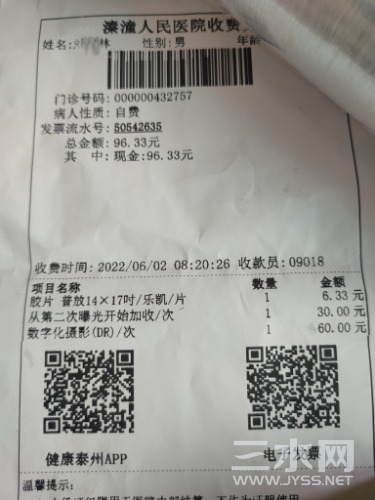 溱潼人民医院收费
姓名: 林 性别: 男 年龄
门诊号码: 000000432757
病人性质: 自费
发票流水号: 50542635
总金额: 96.33元
其 中: 现金:96.33元
收费时间: 2022/06/02 08:20:26 收款员: 09018
项目名称 数量 金额
胶片 普放14×17吋/乐凯/片 1 6.33 元
从第二次曝光开始加收/次 1 30.00 元
数字化摄影(DR)/次 1 60.00 元
健康泰州APP 电子发票
温馨提示:
三水网
www.JYSS.NET